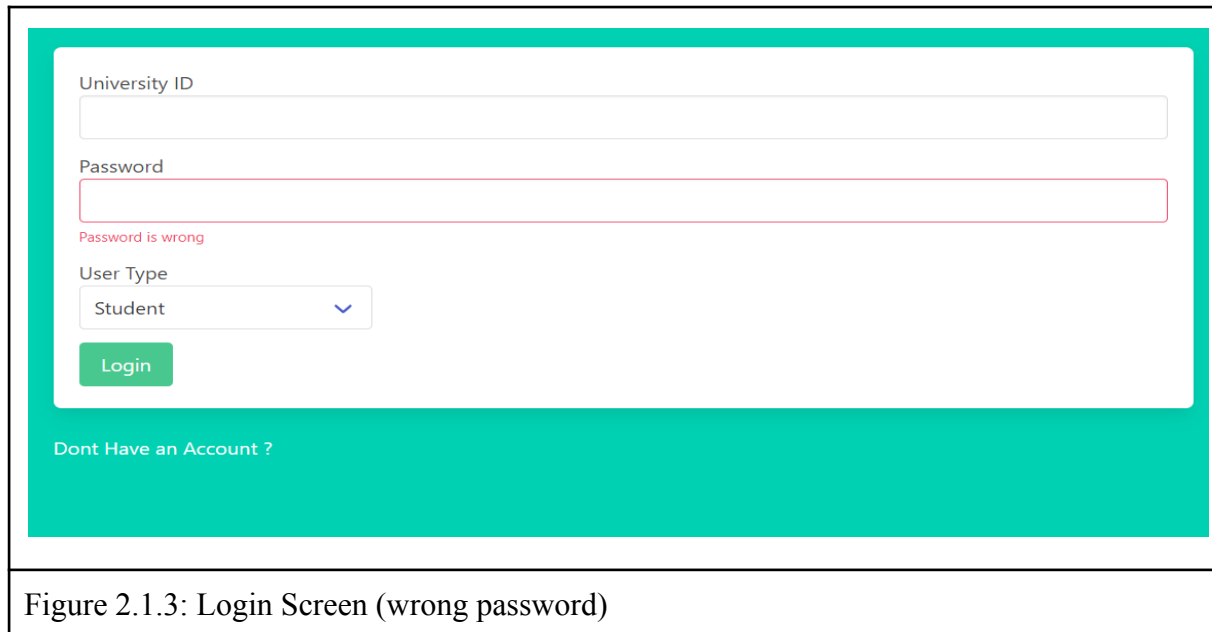 University ID
Password
Password is wrong
User Type
Student
Login
Dont Have an Account ?
Figure 2.1.3: Login Screen (wrong password)